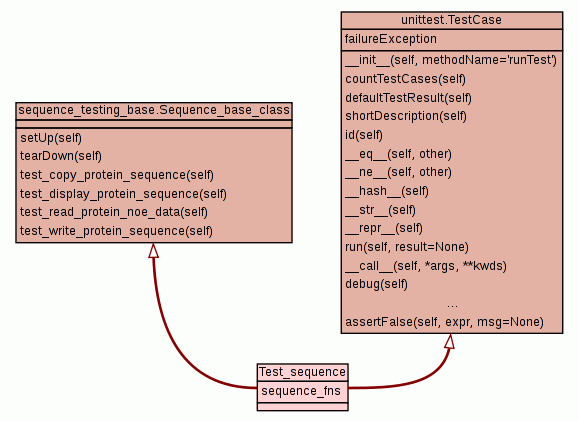 unittest.TestCase
failureException
__init__(self, methodName='runTest')
countTestCases(self)
defaultTestResult(self)
shortDescription(self)
id(self)
__eq__(self, other)
__ne__(self, other)
__hash__(self)
__str__(self)
__repr__(self)
run(self, result=None)
__call__(self, *args, **kwds)
debug(self)
...
assertFalse(self, expr, msg=None)
sequence_testing_base.Sequence_base_class
setUp(self)
tearDown(self)
test_copy_protein_sequence(self)
test_display_protein_sequence(self)
test_read_protein_noe_data(self)
test_write_protein_sequence(self)
Test_sequence
sequence_fns